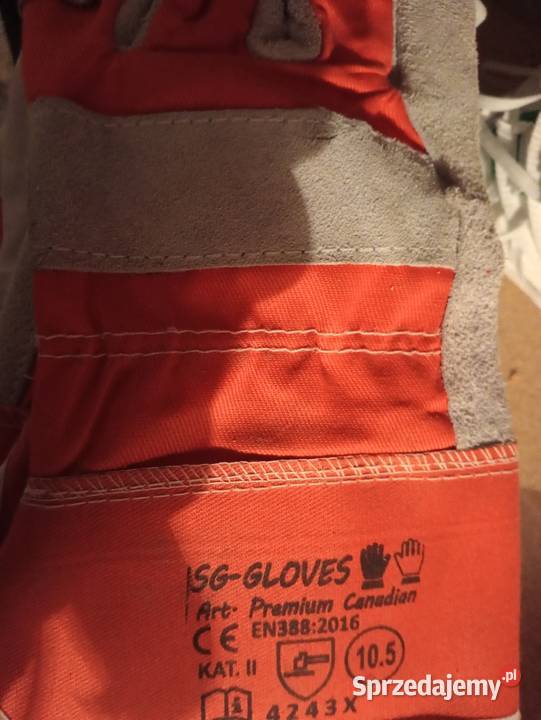 SG-GLOVES
Art. Premium Canadian
CE EN388:2016
KAT. II 10.5
i 4243X
Sprzedajemy.pl